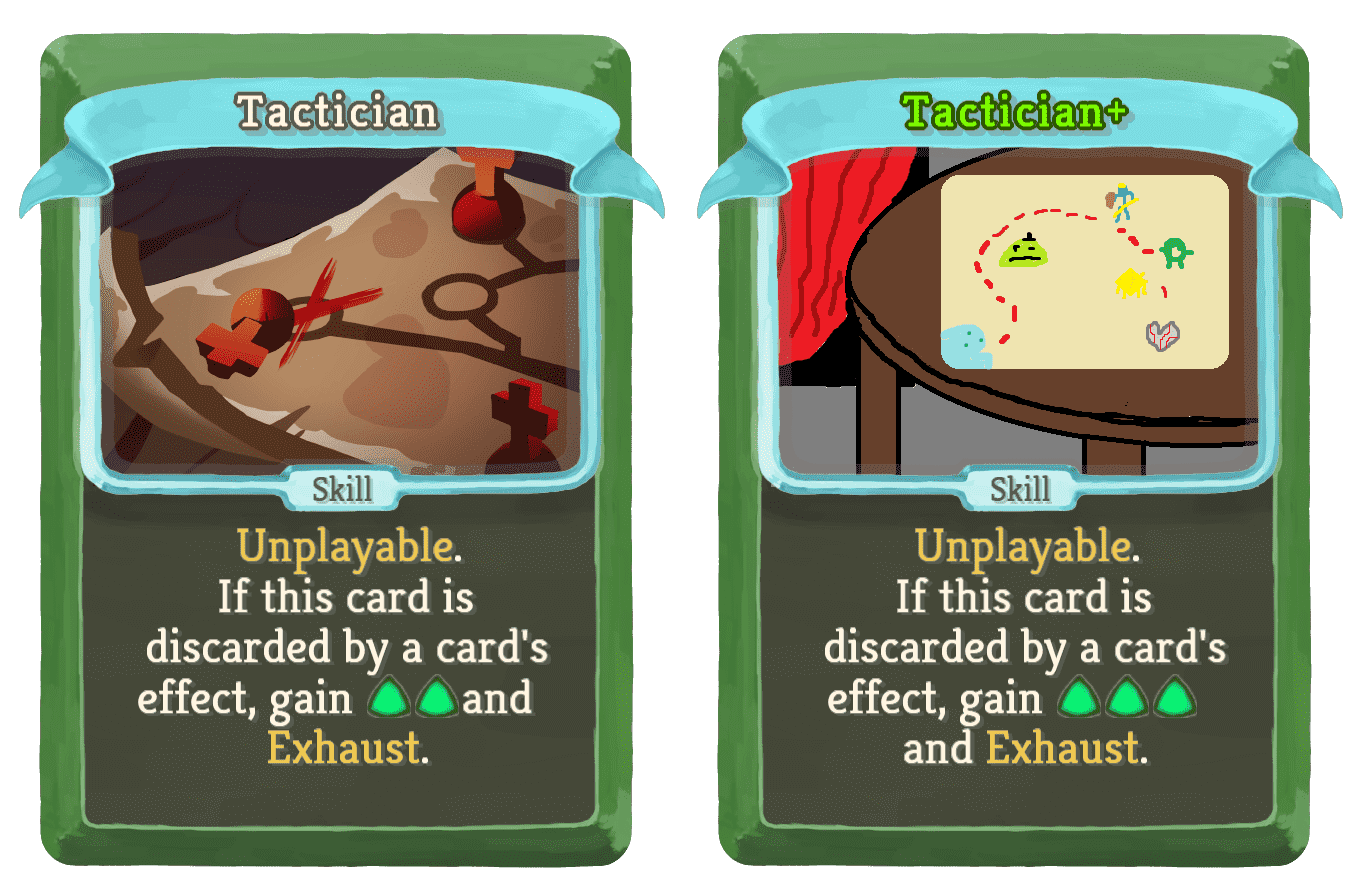 Tactician
Skill
Unplayable.
If this card is
discarded by a card's
effect, gain and
Exhaust.
Tactician+
Skill
Unplayable.
If this card is
discarded by a card's
effect, gain
and Exhaust.